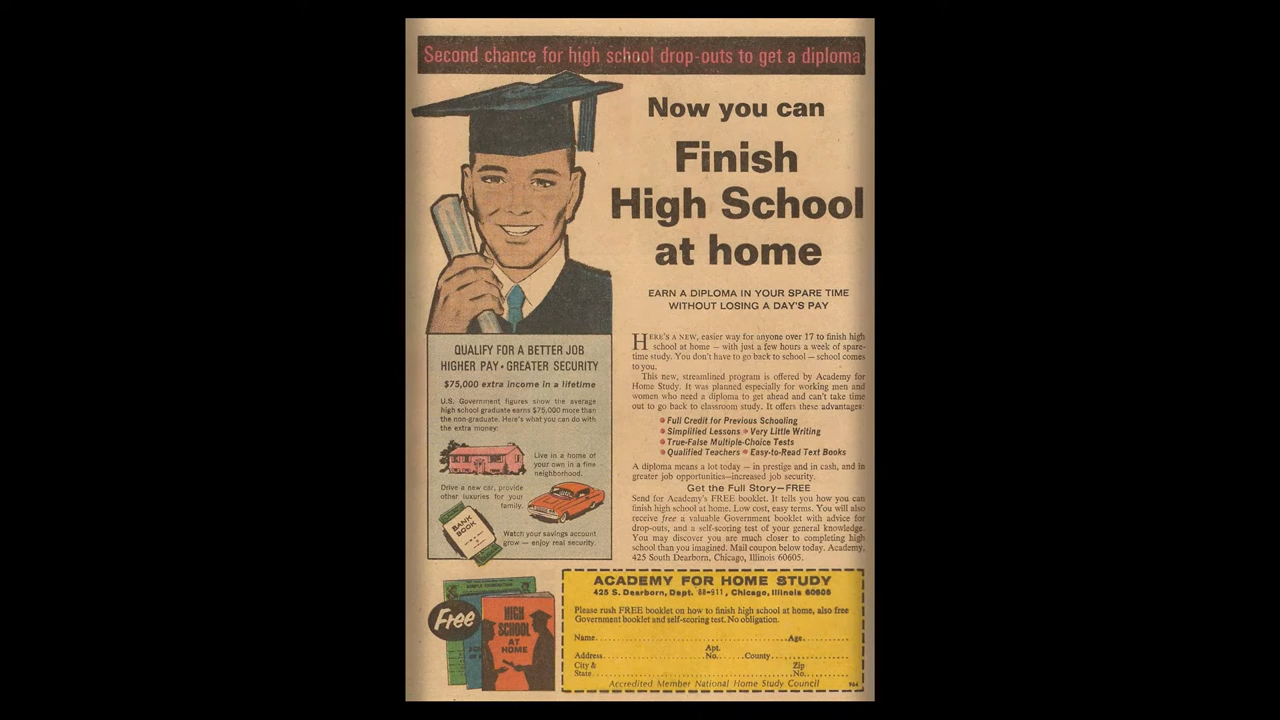 Second chance for high school drop-outs to get a diploma
Now you can
Finish
High School
at home
EARN A DIPLOMA IN YOUR SPARE TIME
WITHOUT LOSING A DAY'S PAY
HERE'S A NEW, easier way for anyone over 17 to finish high
school at home — with just a few hours a week of spare-
time study. You don't have to go back to school — school comes
to you.
This new, streamlined program is offered by Academy for
Home Study. It was planned especially for working men and
women who need a diploma to get ahead and can't take time
out to go back to classroom study. It offers these advantages:
Full Credit for Previous Schooling
Simplified Lessons • Very Little Writing
True-False Multiple-Choice Tests
Qualified Teachers • Easy-to-Read Text Books
A diploma means a lot today — in prestige and in cash, and in
greater job opportunities—increased job security.
Get the Full Story—FREE
Send for Academy's FREE booklet. It tells you how you can
finish high school at home. Low cost, easy terms. You will also
receive free a valuable Government booklet with advice for
drop-outs, and a self-scoring test of your general knowledge.
You may discover you are much closer to completing high
school than you imagined. Mail coupon below today. Academy,
425 South Dearborn, Chicago, Illinois 60605.
QUALIFY FOR A BETTER JOB
HIGHER PAY • GREATER SECURITY
$75,000 extra income in a lifetime
U.S. Government figures show the average
high school graduate earns $75,000 more than
the non-graduate. Here's what you can do with
the extra money:
Live in a home of
your own in a fine
neighborhood.
Drive a new car, provide
other luxuries for your
family.
BANK
BOOK
Watch your savings account
grow — enjoy real security.
Free
HIGH
SCHOOL
AT
HOME
ACADEMY FOR HOME STUDY
425 S. Dearborn, Dept. 88-911, Chicago, Illinois 60605
Please rush FREE booklet on how to finish high school at home, also free
Government booklet and self-scoring test. No obligation.
Name Age
Apt.
Address No. County
City & Zip
State No.
Accredited Member National Home Study Council